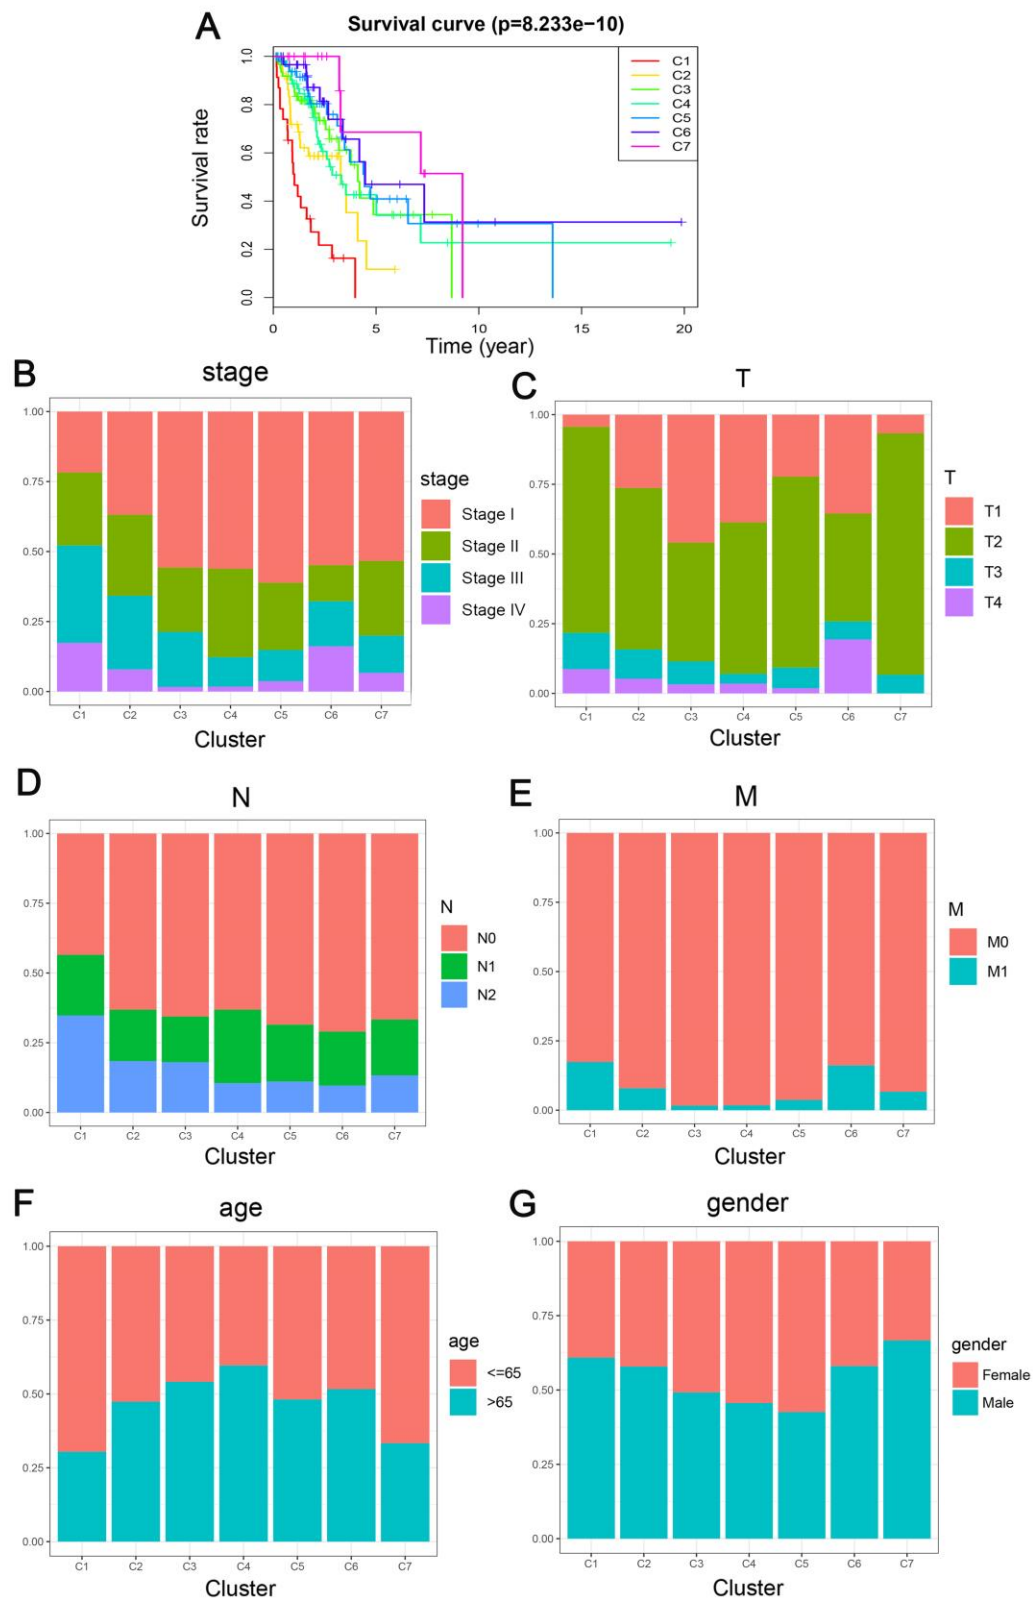 A
Survival curve (p=8.233e−10)
Survival rate
1.0
0.8
0.6
0.4
0.2
0.0
C1
C2
C3
C4
C5
C6
C7
0 5 10 15 20
Time (year)
B
stage
1.00
0.75
0.50
0.25
0.00
C1 C2 C3 C4 C5 C6 C7
Cluster
stage
Stage I
Stage II
Stage III
Stage IV
C
T
1.00
0.75
0.50
0.25
0.00
C1 C2 C3 C4 C5 C6 C7
Cluster
T
T1
T2
T3
T4
D
N
1.00
0.75
0.50
0.25
0.00
C1 C2 C3 C4 C5 C6 C7
Cluster
N
N0
N1
N2
E
M
1.00
0.75
0.50
0.25
0.00
C1 C2 C3 C4 C5 C6 C7
Cluster
M
M0
M1
F
age
1.00
0.75
0.50
0.25
0.00
C1 C2 C3 C4 C5 C6 C7
Cluster
age
<=65
>65
G
gender
1.00
0.75
0.50
0.25
0.00
C1 C2 C3 C4 C5 C6 C7
Cluster
gender
Female
Male